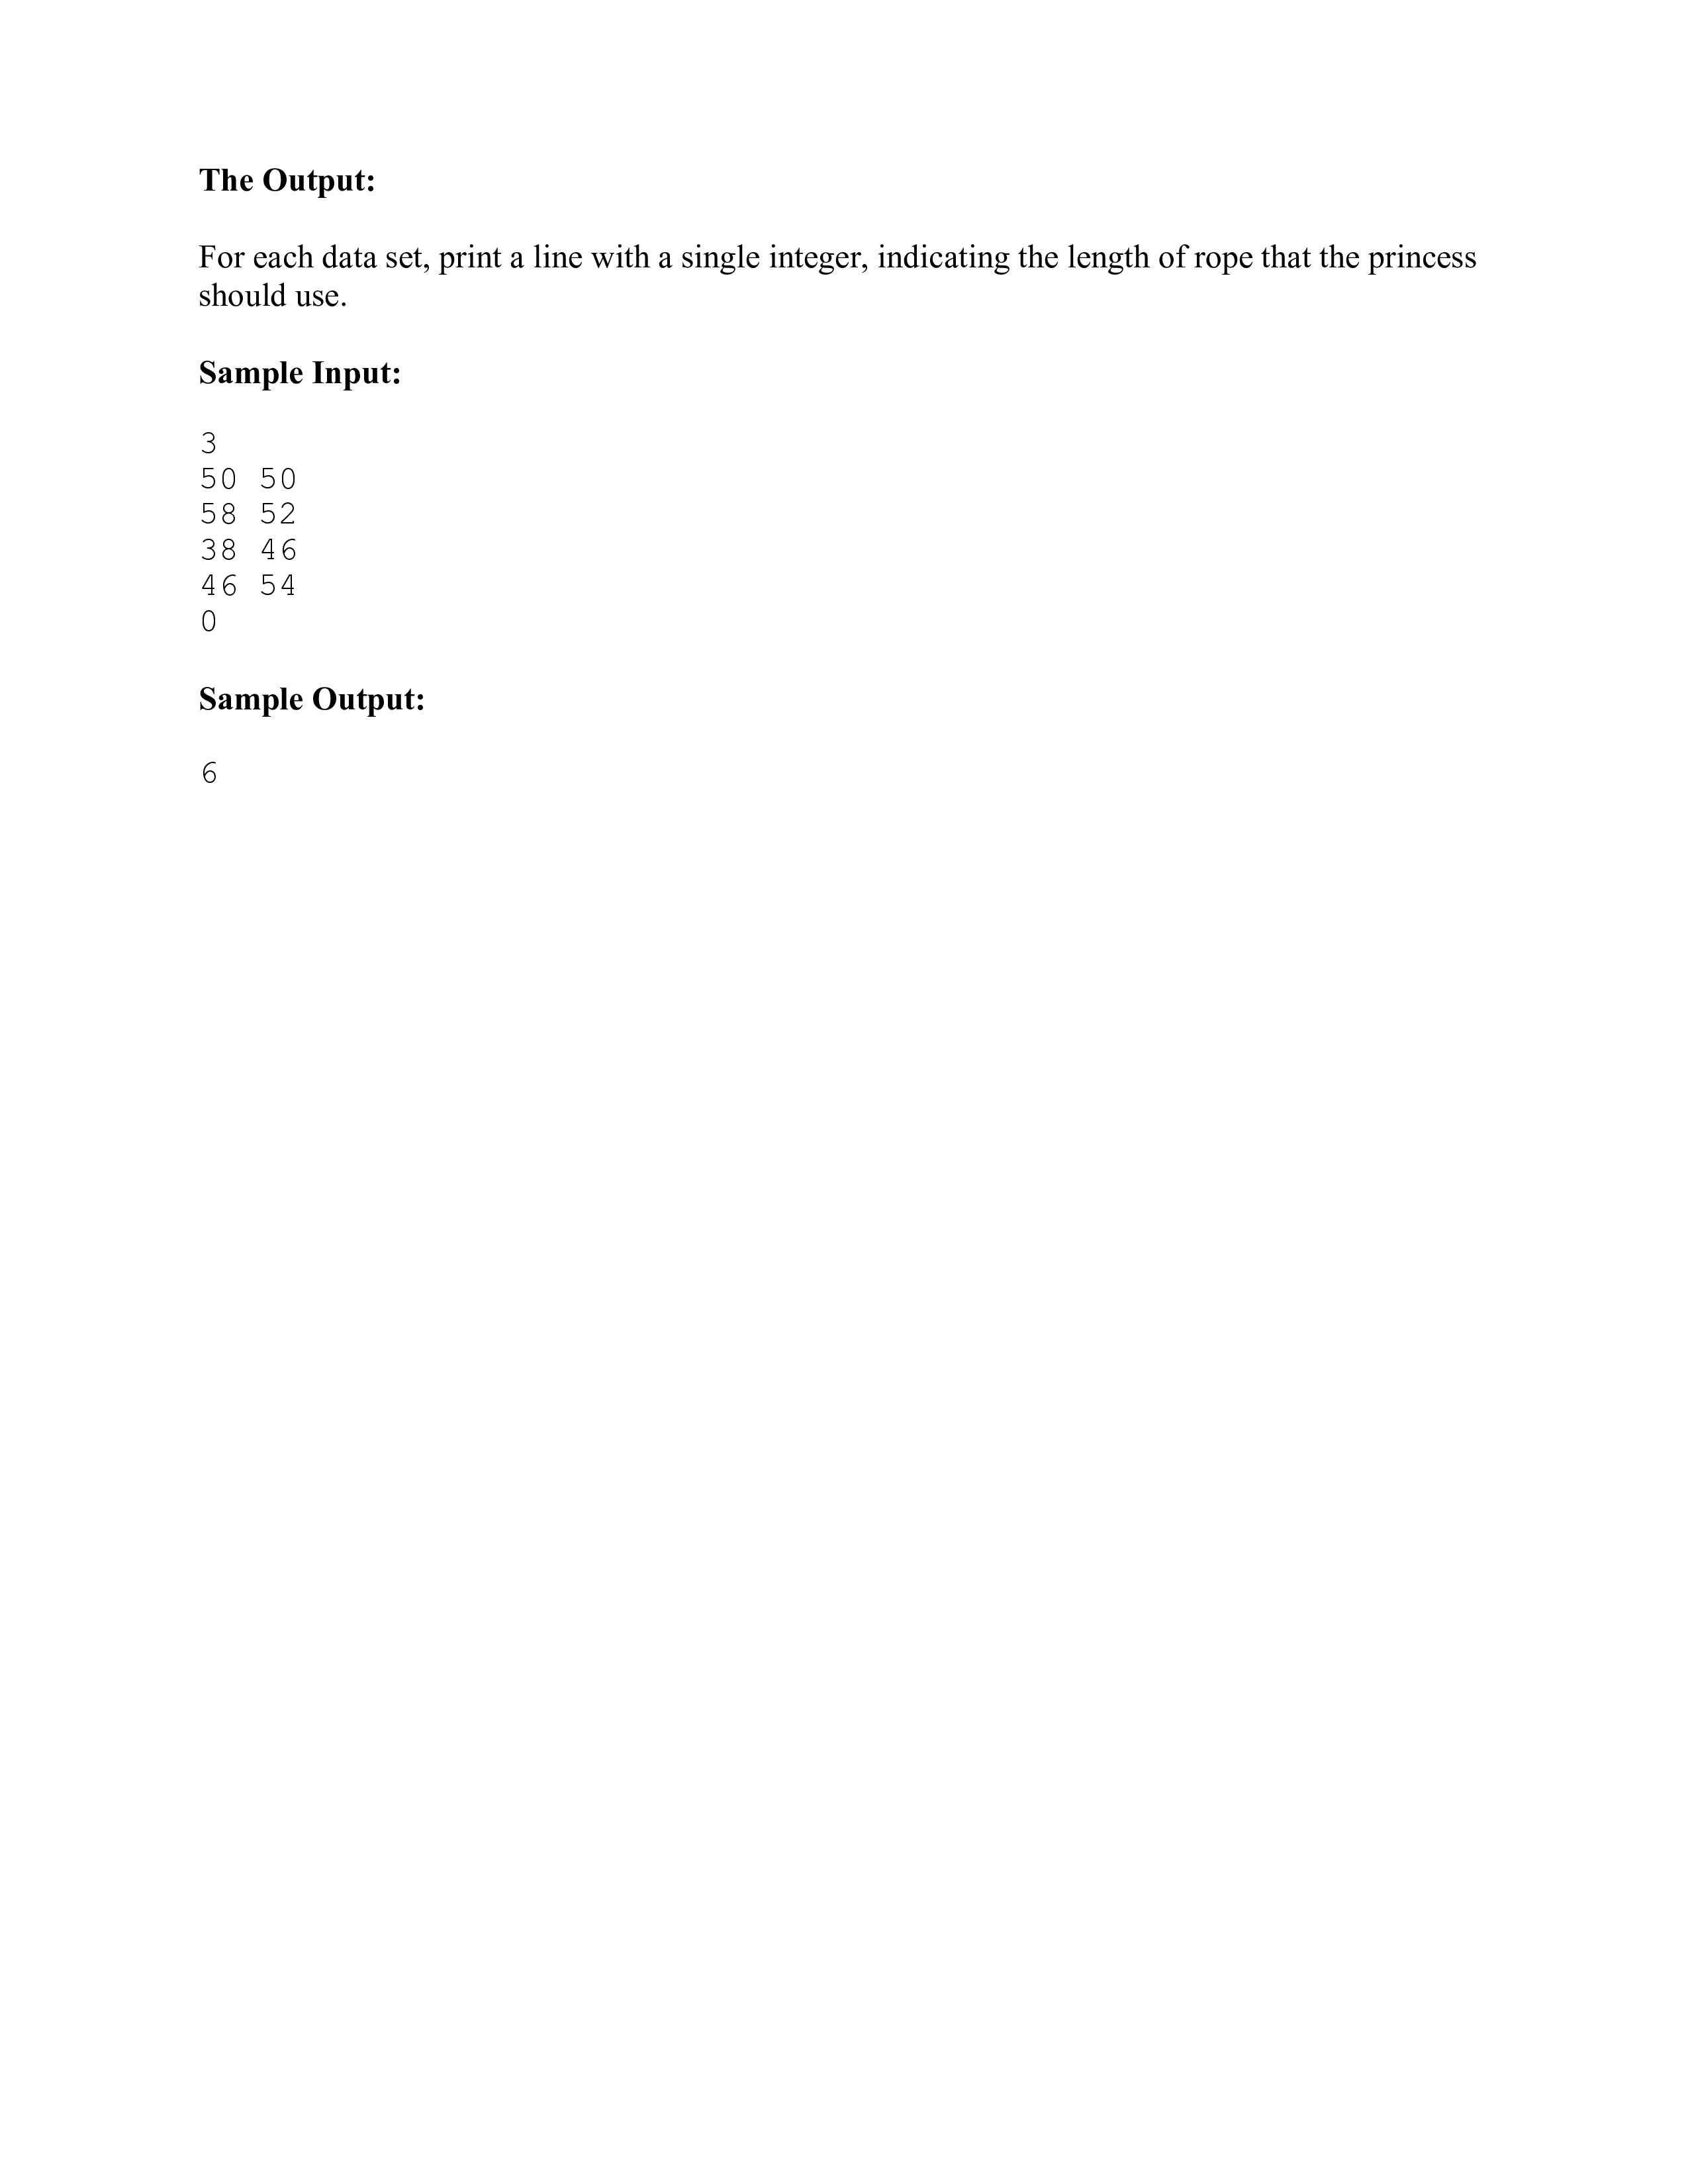 The Output:
For each data set, print a line with a single integer, indicating the length of rope that the princess
should use.
Sample Input:
3
50 50
58 52
38 46
46 54
0
Sample Output:
6